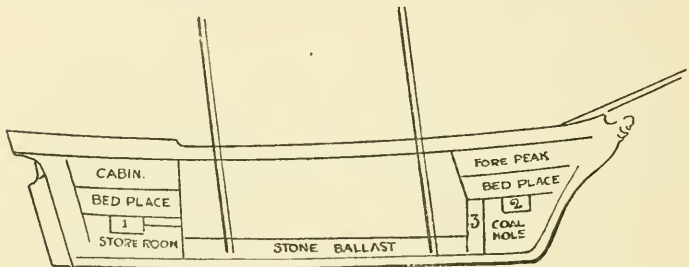 CABIN.
BED PLACE
1
STORE ROOM
STONE BALLAST
FORE PEAK
BED PLACE
2
3
COAL
HOLE